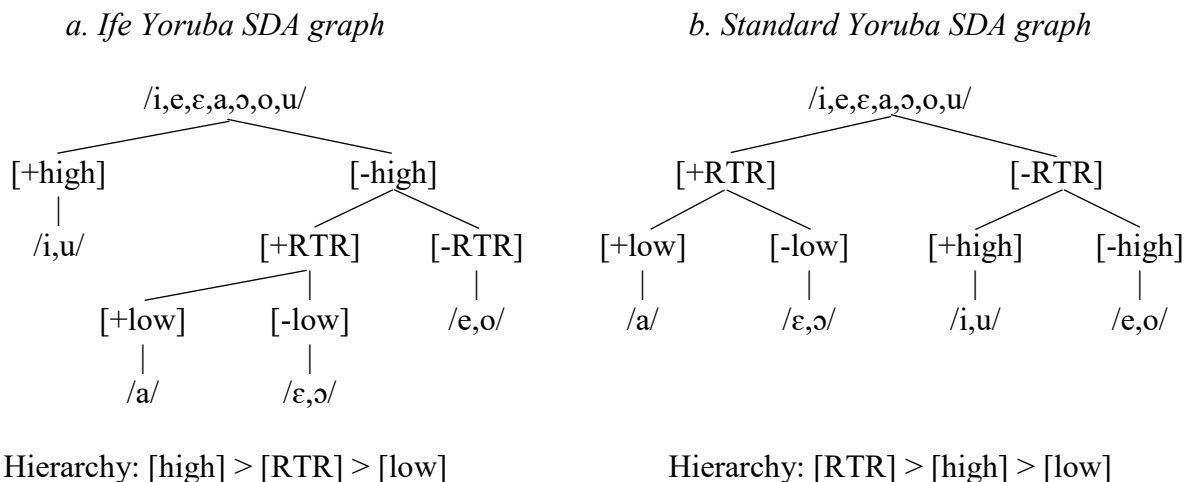 a. Ife Yoruba SDA graph
/i,e,ɛ,a,ɔ,o,u/
[+high] [-high]
/i,u/ [+RTR] [-RTR]
[+low] [-low] /e,o/
/a/ /ɛ,ɔ/
Hierarchy: [high] > [RTR] > [low]
b. Standard Yoruba SDA graph
/i,e,ɛ,a,ɔ,o,u/
[+RTR] [-RTR]
[+low] [-low] [+high] [-high]
/a/ /ɛ,ɔ/ /i,u/ /e,o/
Hierarchy: [RTR] > [high] > [low]